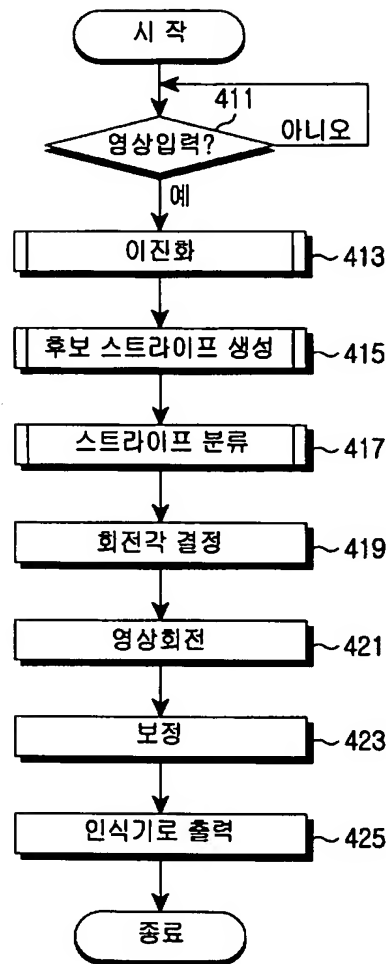 시 작
411
영상입력?
아니오
예
이진화
413
후보 스트라이프 생성
415
스트라이프 분류
417
회전각 결정
419
영상회전
421
보정
423
인식기로 출력
425
종료